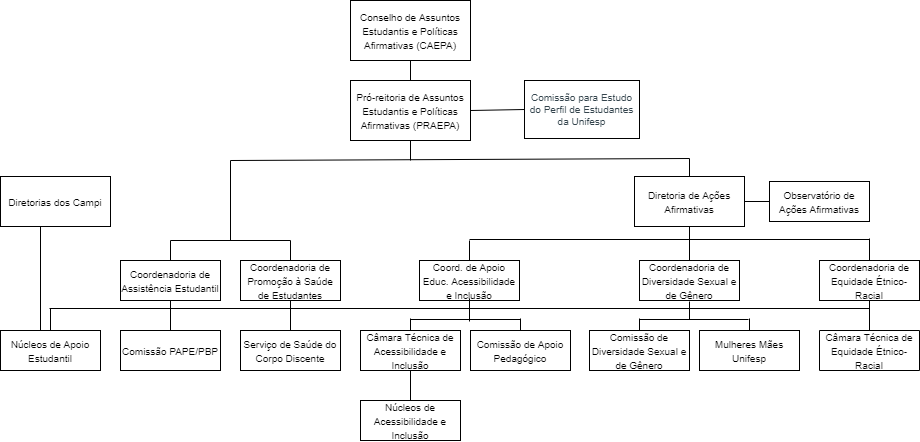 Conselho de Assuntos
Estudantis e Políticas
Afirmativas (CAEPA)
Pró-reitoria de Assuntos
Estudantis e Políticas
Afirmativas (PRAEPA)
Comissão para Estudo
do Perfil de Estudantes
da Unifesp
Diretorias dos Campi
Diretoria de Ações
Afirmativas
Observatório de
Ações Afirmativas
Coordenadoria de
Assistência Estudantil
Coordenadoria de
Promoção à Saúde
de Estudantes
Coord. de Apoio
Educ. Acessibilidade
e Inclusão
Coordenadoria de
Diversidade Sexual e
de Gênero
Coordenadoria de
Equidade Étnico-
Racial
Núcleos de Apoio
Estudantil
Comissão PAPE/PBP
Serviço de Saúde do
Corpo Discente
Câmara Técnica de
Acessibilidade e
Inclusão
Comissão de Apoio
Pedagógico
Comissão de
Diversidade Sexual e
de Gênero
Mulheres Mães
Unifesp
Câmara Técnica de
Equidade Étnico-
Racial
Núcleos de
Acessibilidade e
Inclusão